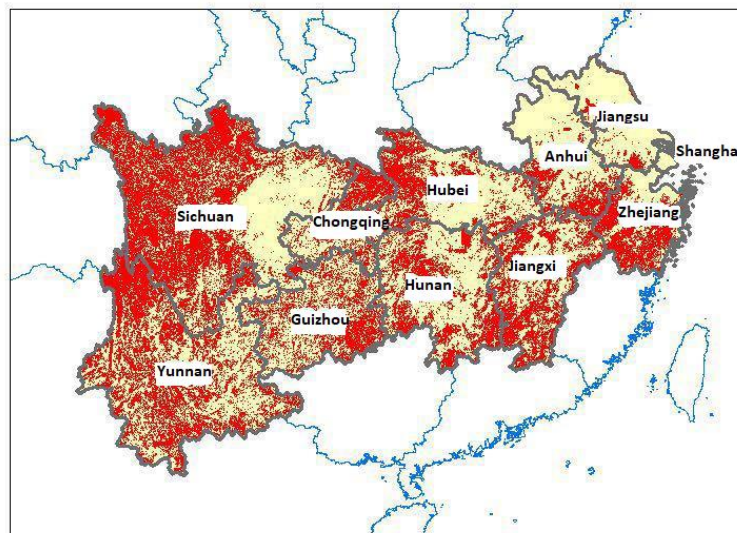 Jiangsu
Anhui
Shangha
Hubei
Sichuan
Chongqing
Zhejiang
Jiangxi
Hunan
Guizhou
Yunnan